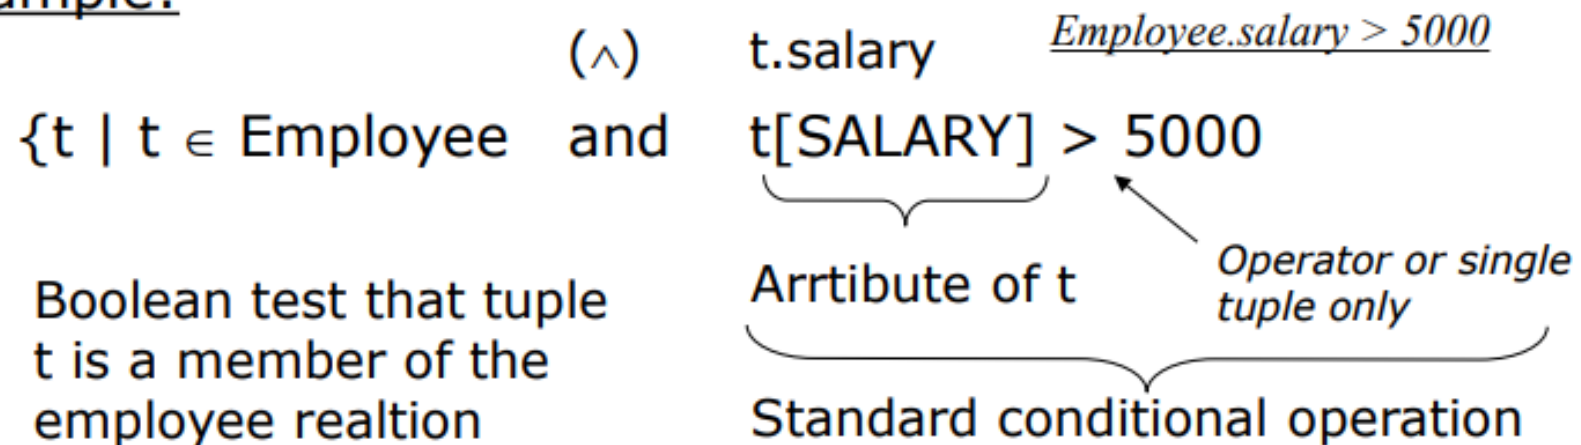 (∧) t.salary Employee.salary > 5000
{t | t ∈ Employee and t[SALARY] > 5000
Boolean test that tuple
t is a member of the
employee realtion
Arrtibute of t
Operator or single
tuple only
Standard conditional operation